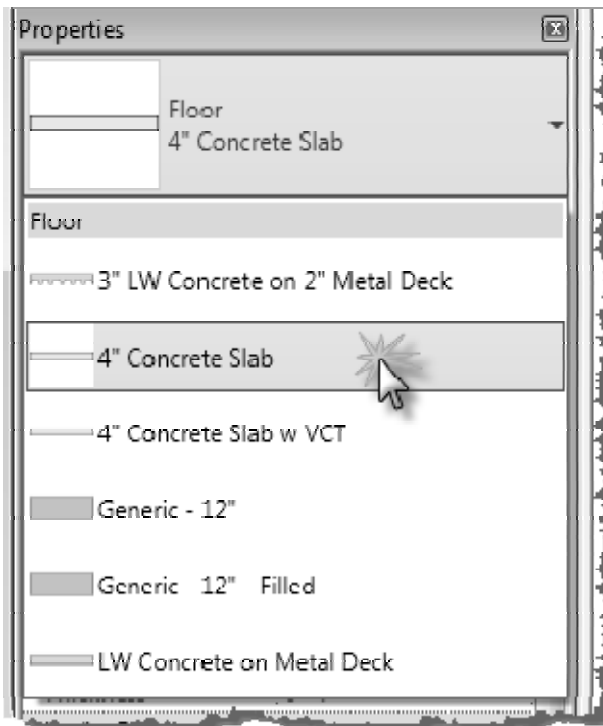 Properties
Floor
4" Concrete Slab
Floor
3" LW Concrete on 2" Metal Deck
4" Concrete Slab
4" Concrete Slab w VCT
Generic - 12"
Generic 12" Filled
LW Concrete on Metal Deck